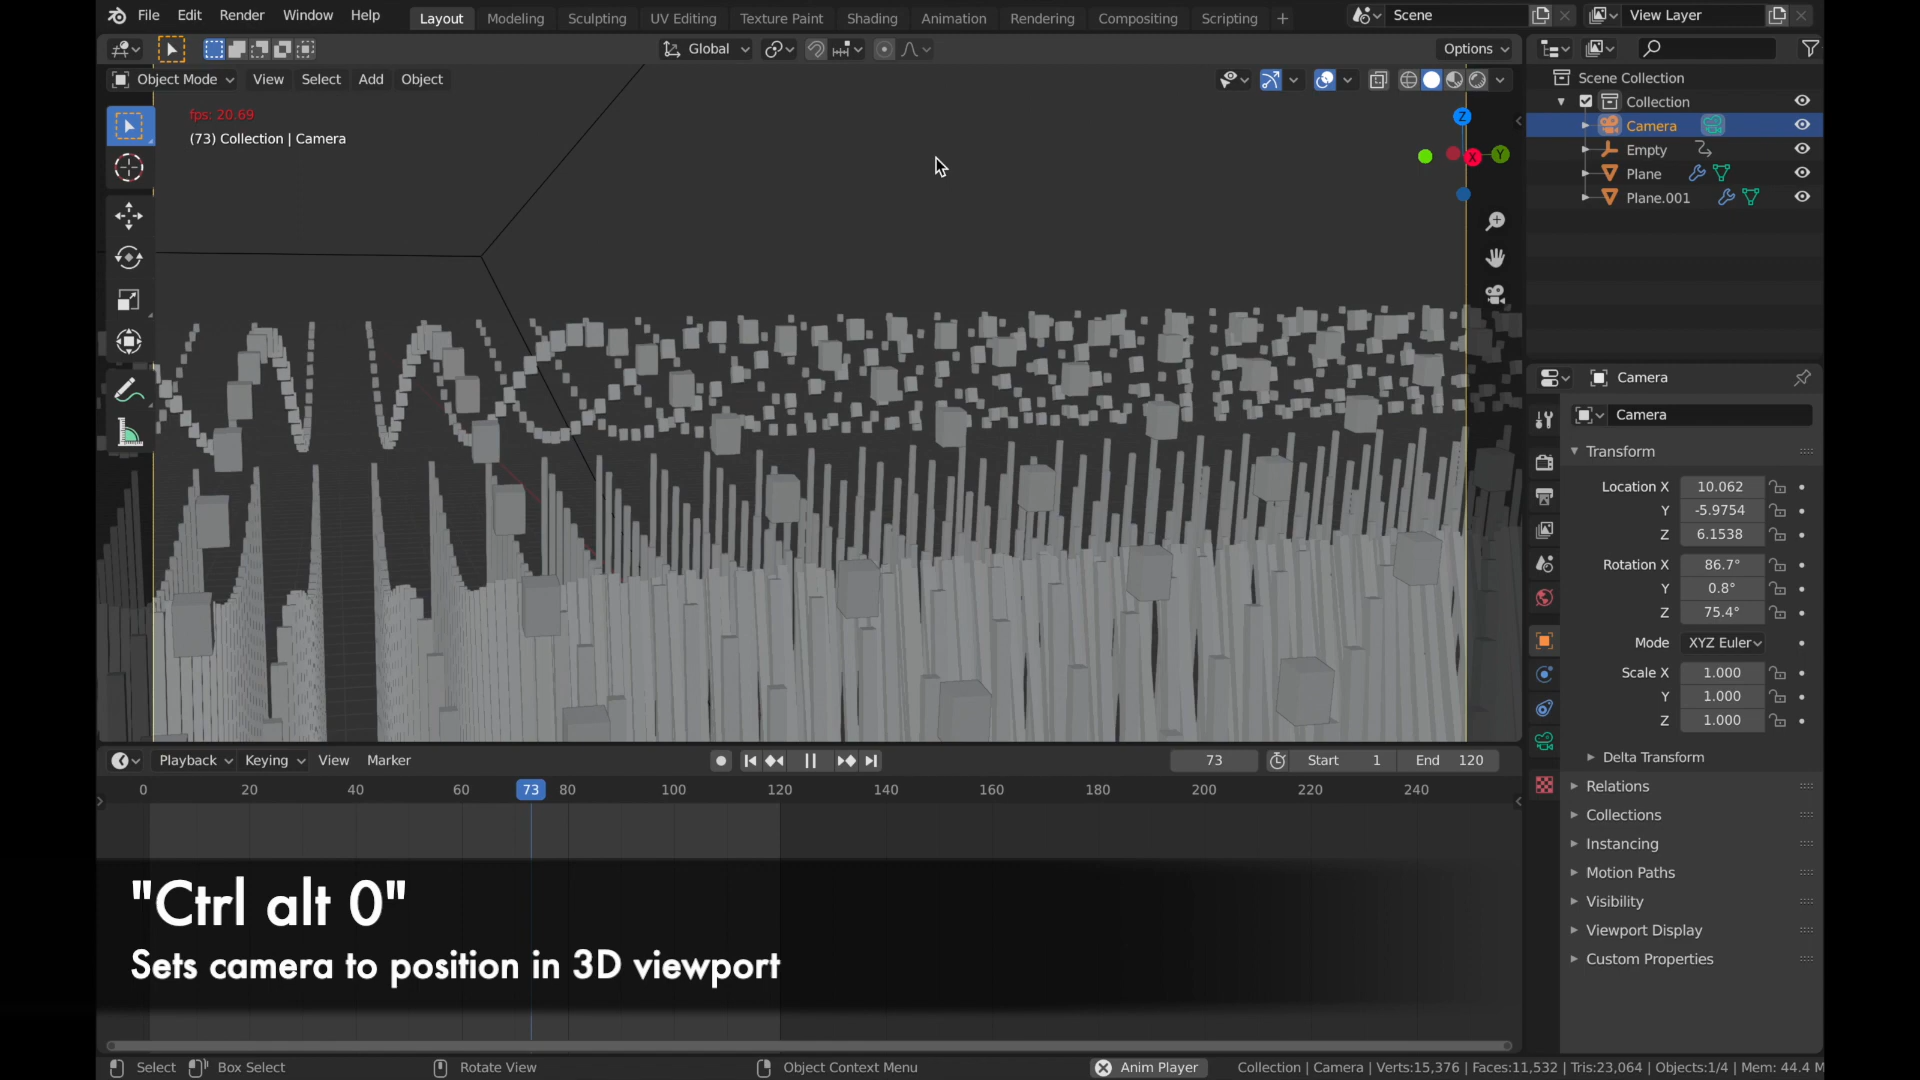 File Edit Render Window Help Layout Modeling Sculpting UV Editing Texture Paint Shading Animation Rendering Compositing Scripting + Scene View Layer
Global Options
Object Mode View Select Add Object
fps: 20.69
(73) Collection | Camera
Z
X
Y
Scene Collection
Collection
Camera
Empty
Plane
Plane.001
Camera
Camera
Transform
Location X 10.062
Y -5.9754
Z 6.1538
Rotation X 86.7°
Y 0.8°
Z 75.4°
Mode XYZ Euler
Scale X 1.000
Y 1.000
Z 1.000
Delta Transform
Relations
Collections
Instancing
Motion Paths
Visibility
Viewport Display
Custom Properties
Playback Keying View Marker 73 Start 1 End 120
0 20 40 60 73 80 100 120 140 160 180 200 220 240
"Ctrl alt 0"
Sets camera to position in 3D viewport
Select Box Select Rotate View Object Context Menu Anim Player Collection | Camera | Verts:15,376 | Faces:11,532 | Tris:23,064 | Objects:1/4 | Mem: 44.4 M